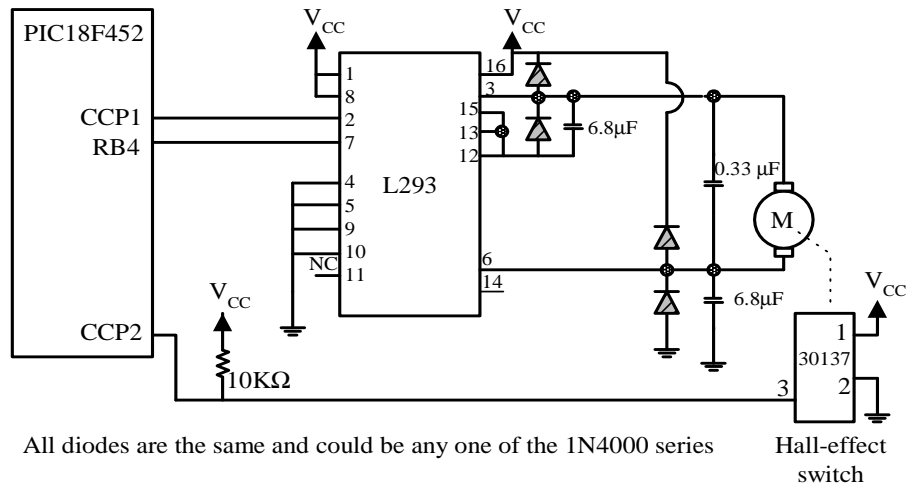 PIC18F452
CCP1
RB4
CCP2
VCC
10KΩ
VCC
1
8
2
7
4
5
9
10
NC
11
L293
VCC
16
3
15
13
12
6
14
6.8µF
0.33 µF
6.8µF
M
VCC
1
30137
2
3
All diodes are the same and could be any one of the 1N4000 series
Hall-effect
switch